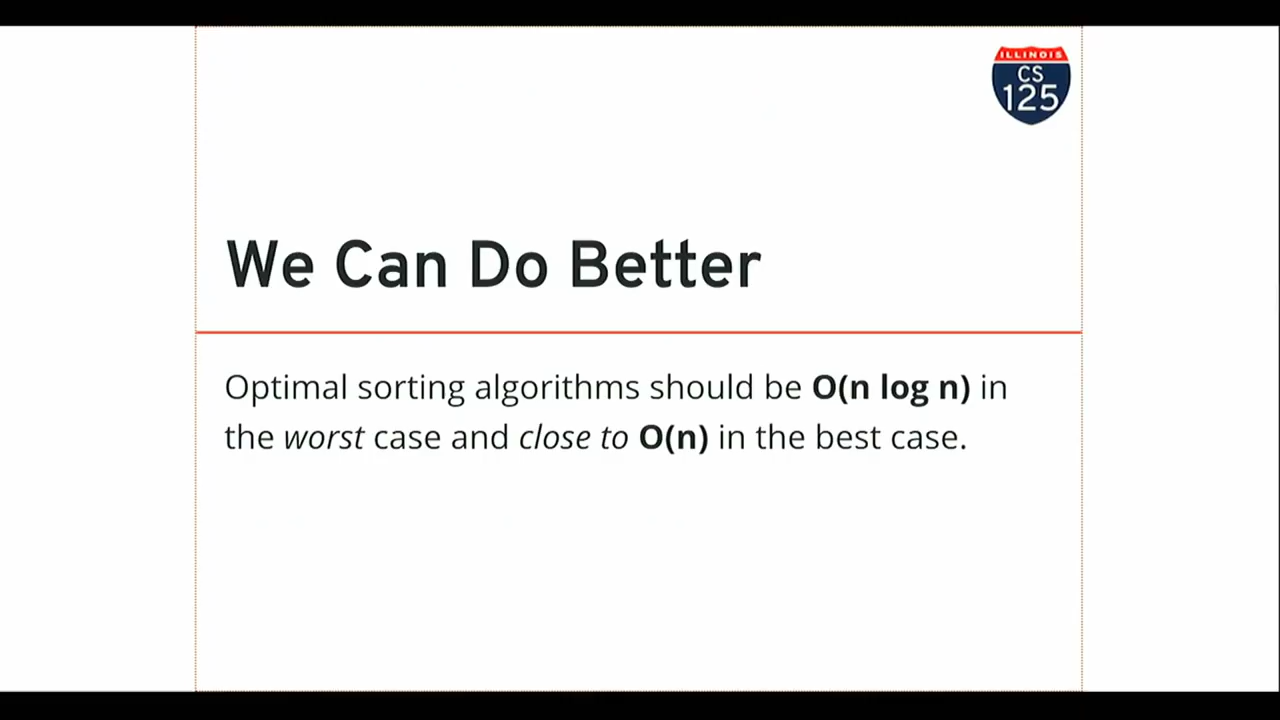 ILLINOIS
CS
125
We Can Do Better
Optimal sorting algorithms should be O(n log n) in
the worst case and close to O(n) in the best case.